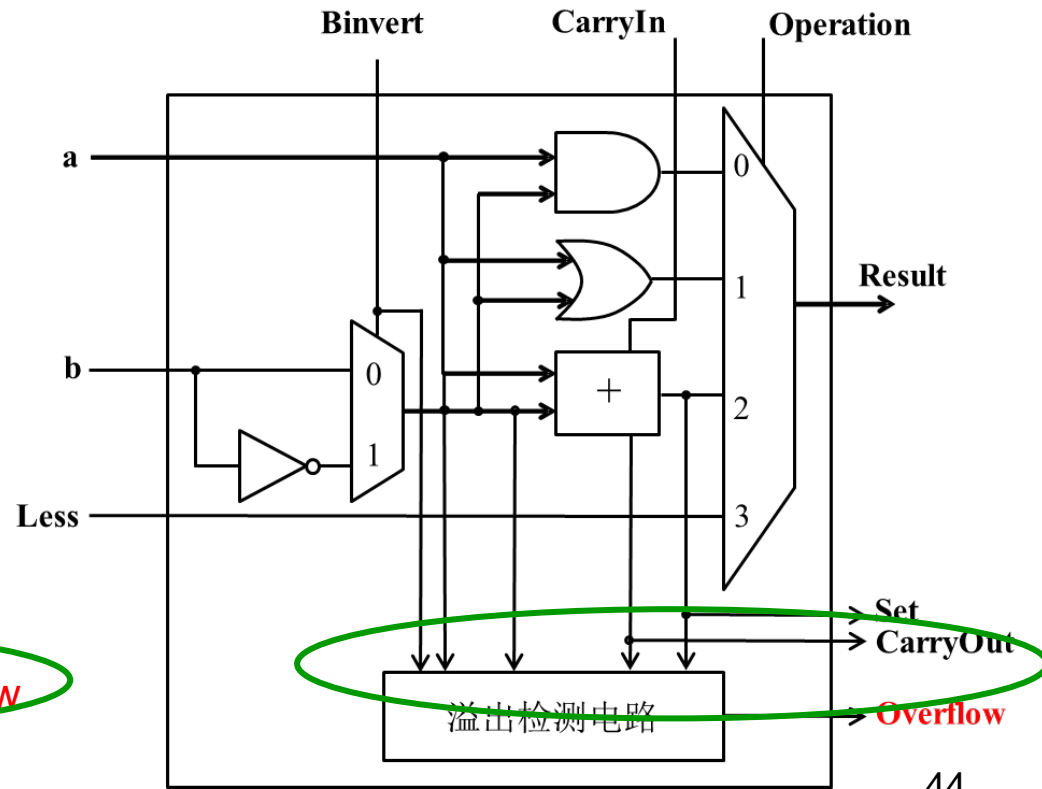 Binvert
CarryIn
Operation
a
0
1
Result
b
0
+
2
1
Less
3
Set
CarryOut
w
溢出检测电路
Overflow
44